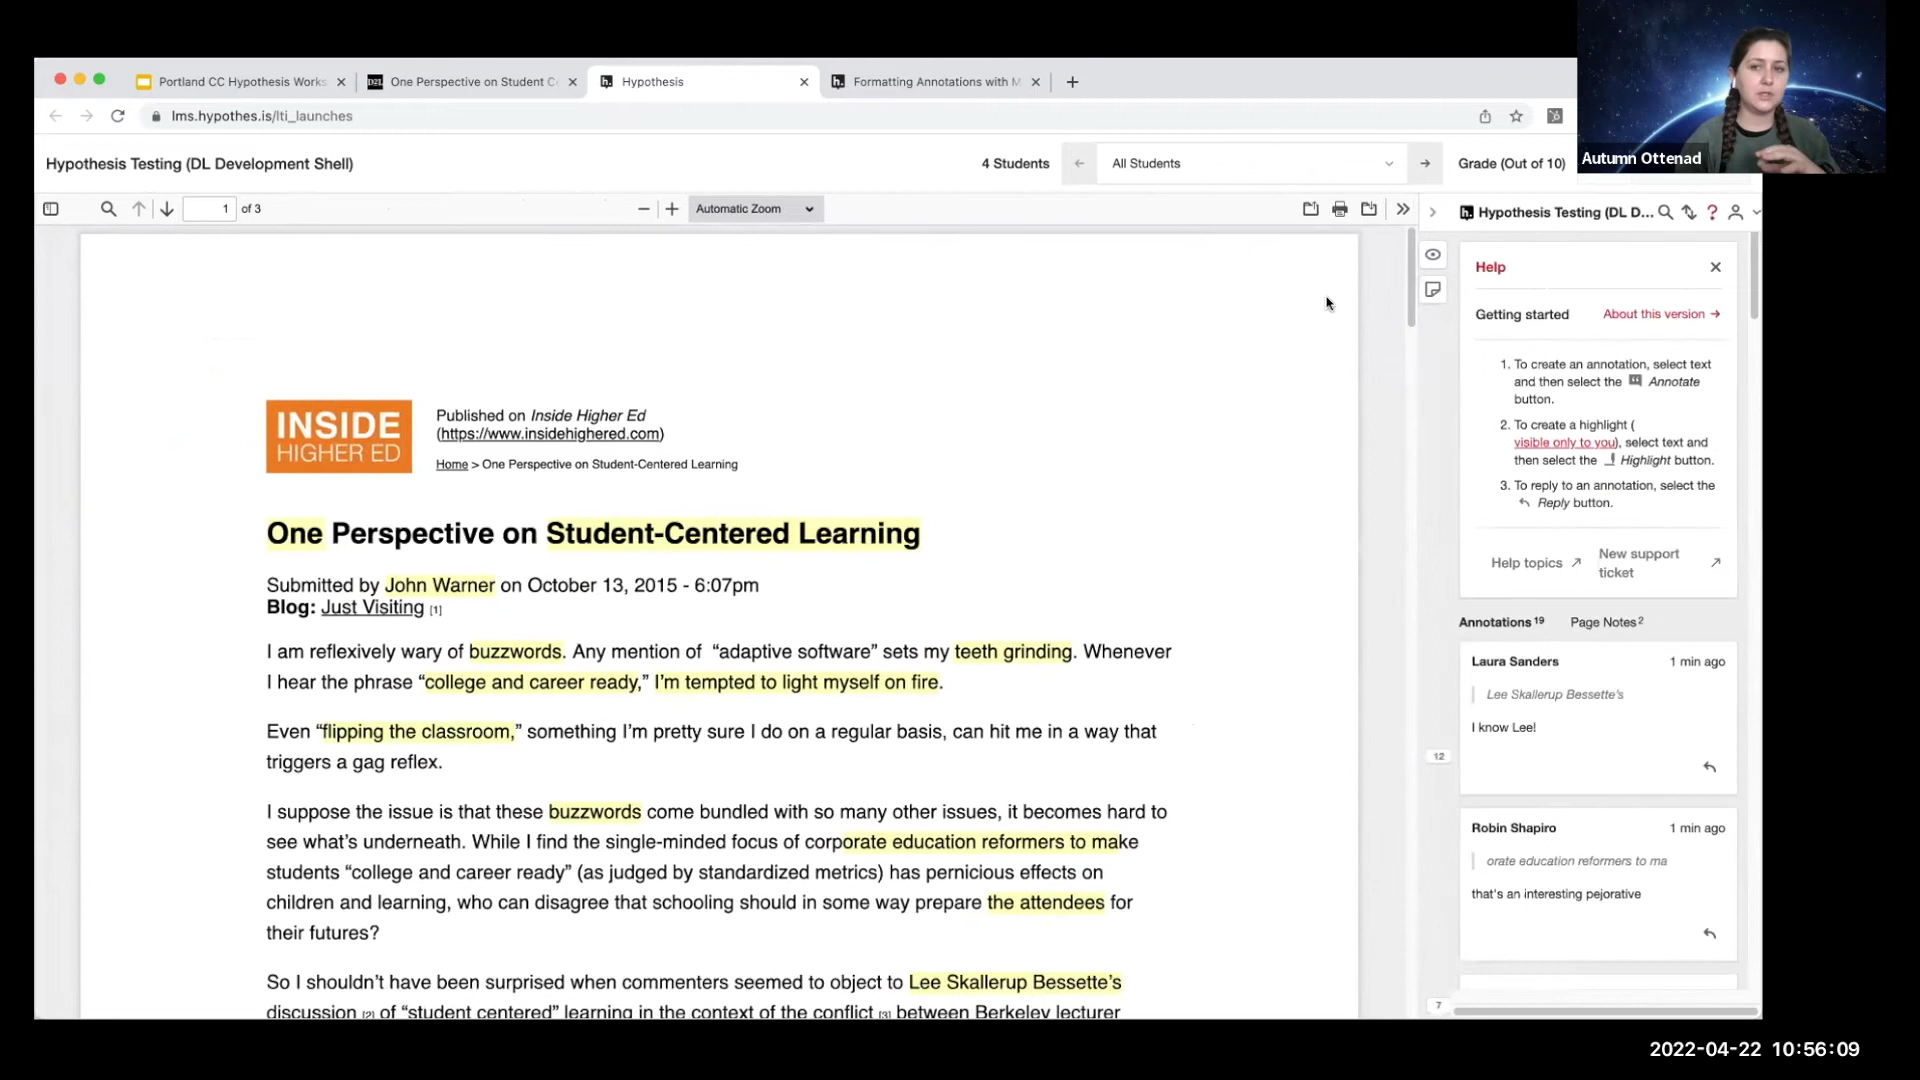 Portland CC Hypothesis Works
One Perspective on Student C
Hypothesis
Formatting Annotations with M
lms.hypothes.is/lti_launches
Autumn Ottenad
Hypothesis Testing (DL Development Shell)
4 Students
All Students
Grade (Out of 10)
1 of 3
Automatic Zoom
Hypothesis Testing (DL D...
INSIDE
HIGHER ED
Published on Inside Higher Ed
(https://www.insidehighered.com)
Home > One Perspective on Student-Centered Learning
One Perspective on Student-Centered Learning
Submitted by John Warner on October 13, 2015 - 6:07pm
Blog: Just Visiting [1]
I am reflexively wary of buzzwords. Any mention of “adaptive software” sets my teeth grinding. Whenever
I hear the phrase “college and career ready,” I’m tempted to light myself on fire.
Even “flipping the classroom,” something I’m pretty sure I do on a regular basis, can hit me in a way that
triggers a gag reflex.
I suppose the issue is that these buzzwords come bundled with so many other issues, it becomes hard to
see what’s underneath. While I find the single-minded focus of corporate education reformers to make
students “college and career ready” (as judged by standardized metrics) has pernicious effects on
children and learning, who can disagree that schooling should in some way prepare the attendees for
their futures?
So I shouldn’t have been surprised when commenters seemed to object to Lee Skallerup Bessette’s
discussion [2] of “student centered” learning in the context of the conflict [3] between Berkeley lecturer
Help
Getting started
About this version →
1. To create an annotation, select text
and then select the Annotate
button.
2. To create a highlight (
visible only to you), select text and
then select the Highlight button.
3. To reply to an annotation, select the
Reply button.
Help topics
New support
ticket
Annotations 19
Page Notes 2
Laura Sanders
1 min ago
Lee Skallerup Bessette’s
I know Lee!
12
Robin Shapiro
1 min ago
orate education reformers to ma
that's an interesting pejorative
7
2022-04-22 10:56:09